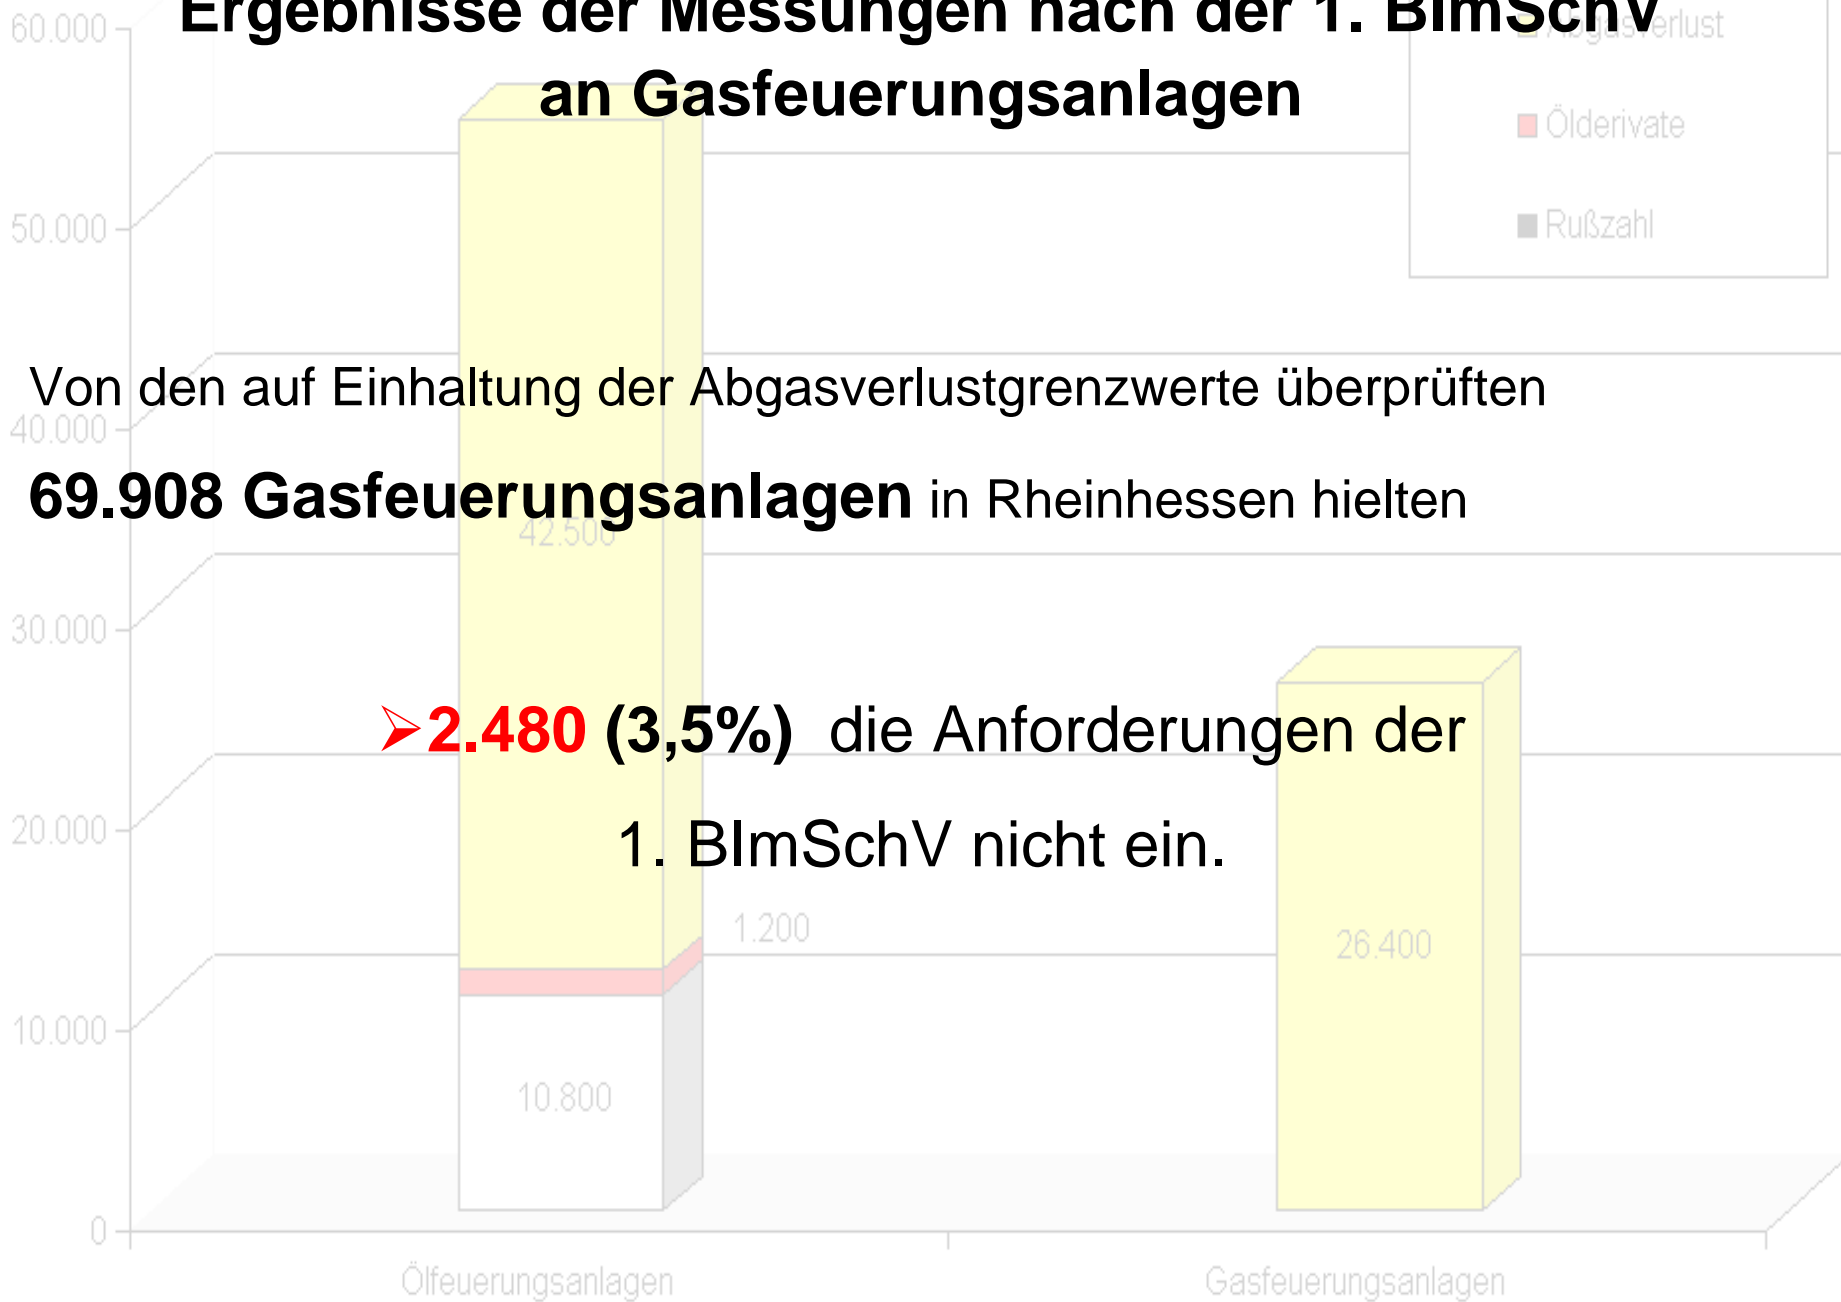 Ergebnisse der Messungen nach der 1. BImSchV
an Gasfeuerungsanlagen
Abgasverlust
Ölderivate
Rußzahl
60.000
50.000
40.000
30.000
20.000
10.000
0
Von den auf Einhaltung der Abgasverlustgrenzwerte überprüften
69.908 Gasfeuerungsanlagen in Rheinhessen hielten
42.500
➢2.480 (3,5%) die Anforderungen der
1. BImSchV nicht ein.
1.200
26.400
10.800
Ölfeuerungsanlagen
Gasfeuerungsanlagen